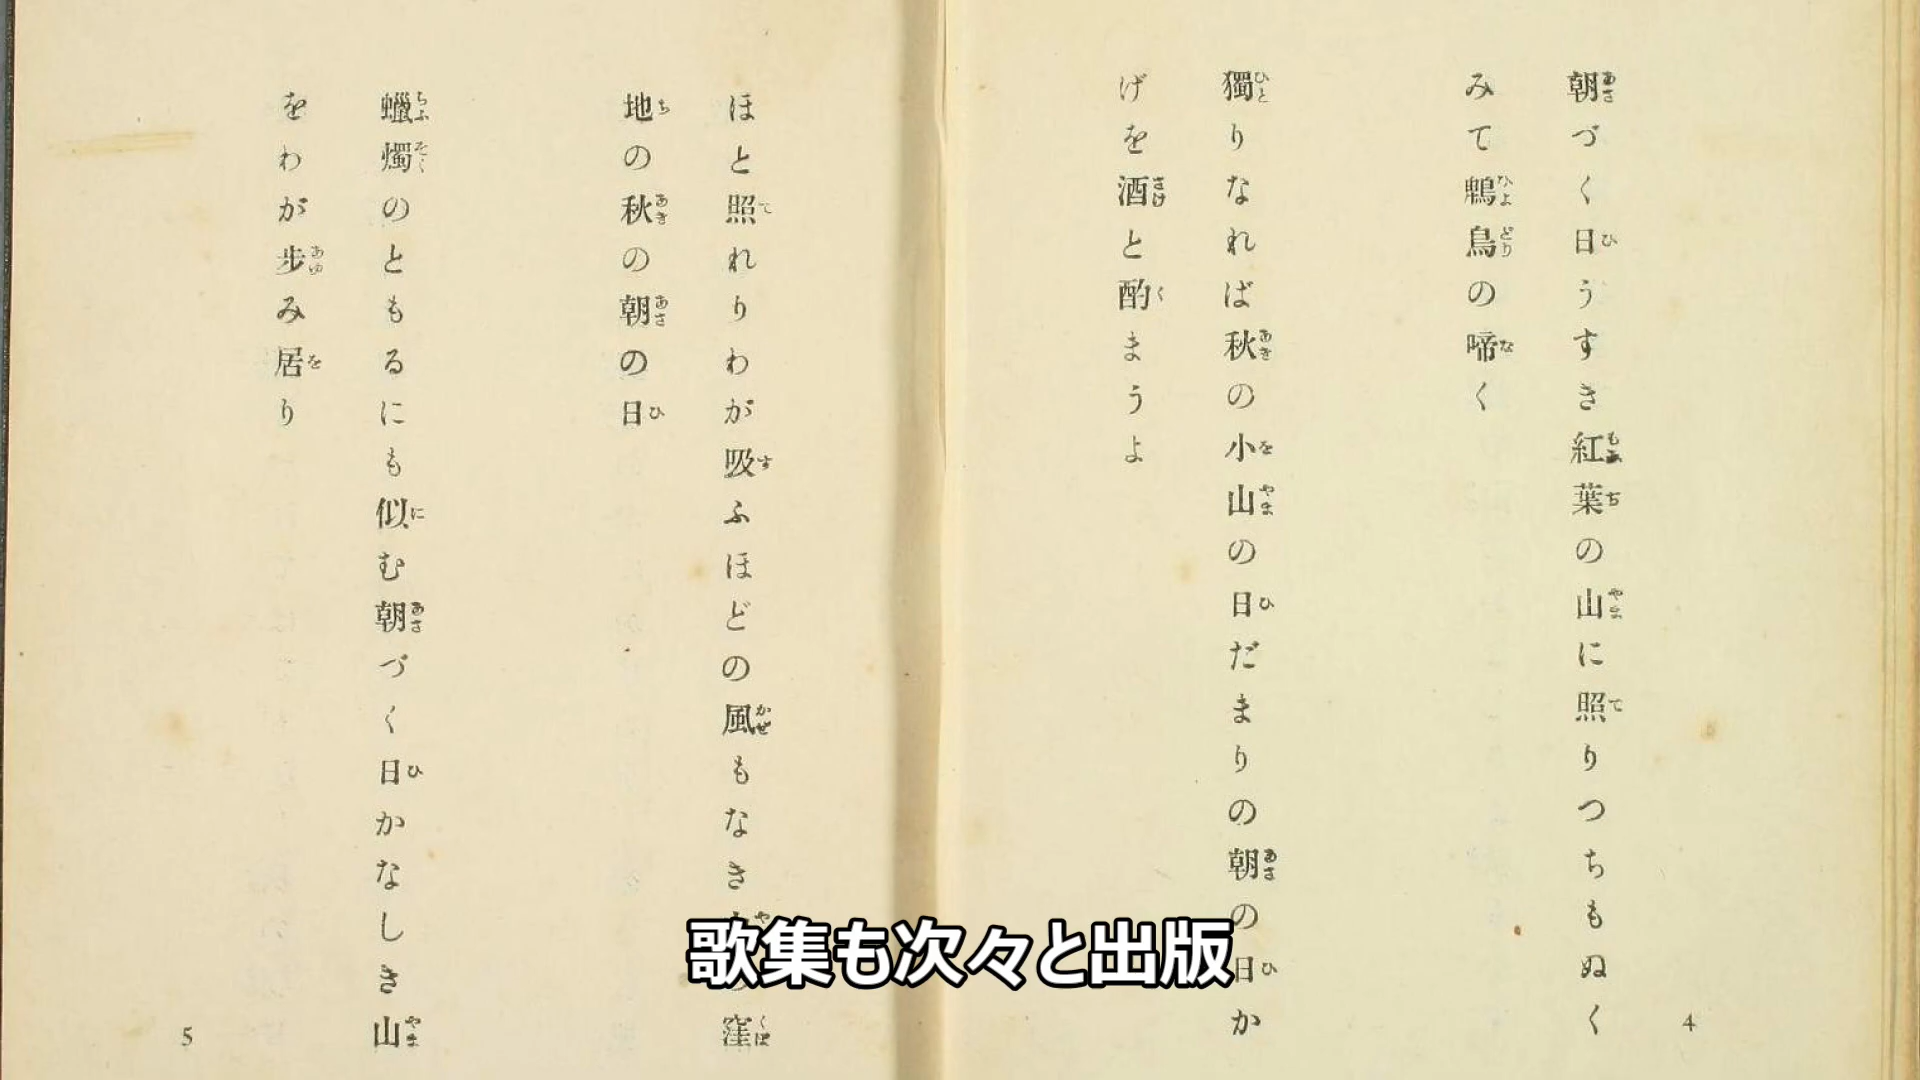 朝づく日うすき紅葉の山に照りつちもぬく
みて鵯鳥の啼く
獨りなれば秋の小山の日だまりの朝の日か
げを酒と酌まうよ
4
ほと照れりわが吸ふほどの風もなき
窪
地の秋の朝の日
蠟燭のともるにも似む朝づく日かなしき山
をわが歩み居り
5
歌集も次々と出版